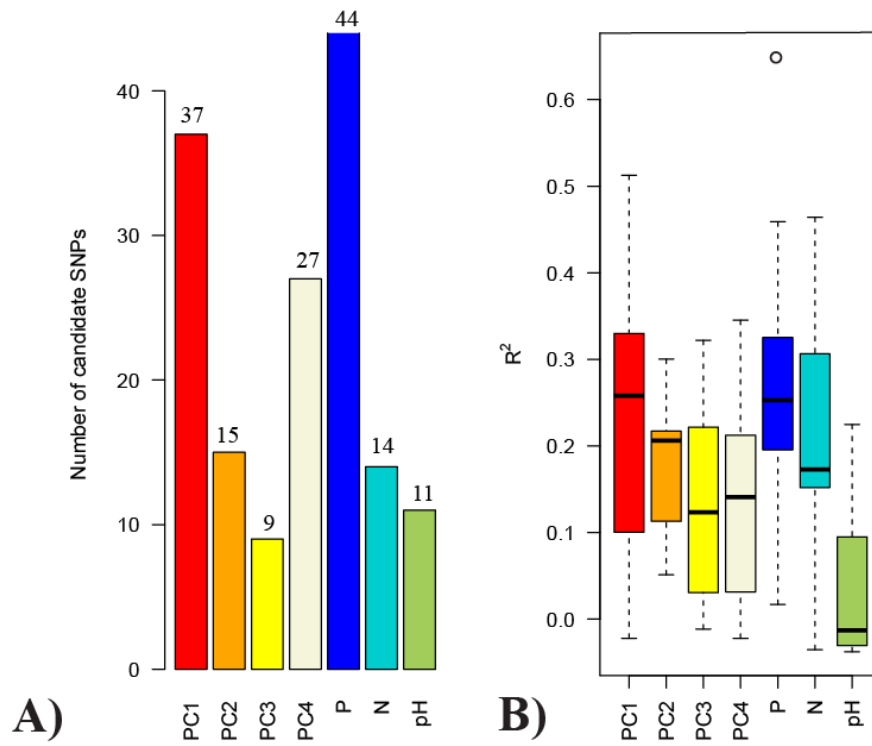 Number of candidate SNPs
0
10
20
30
40
37
15
9
27
44
14
11
PC1
PC2
PC3
PC4
P
N
pH
A)
R²
0.0
0.1
0.2
0.3
0.4
0.5
0.6
PC1
PC2
PC3
PC4
P
N
pH
B)